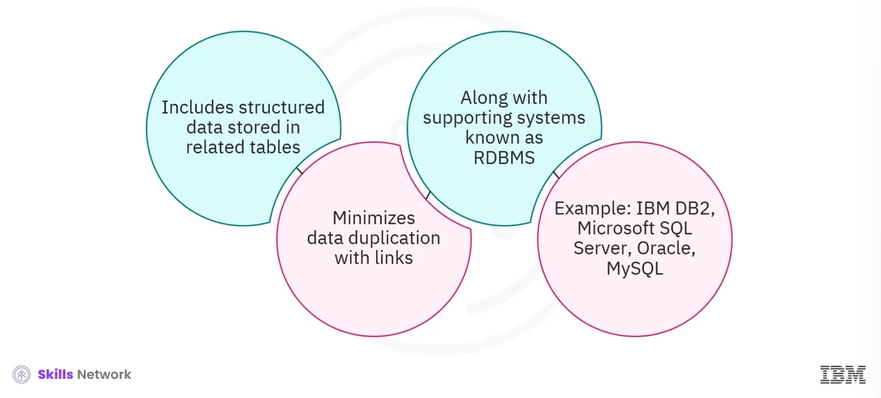 Includes structured
data stored in
related tables
Minimizes
data duplication
with links
Along with
supporting systems
known as
RDBMS
Example: IBM DB2,
Microsoft SQL
Server, Oracle,
MySQL
Skills Network
IBM